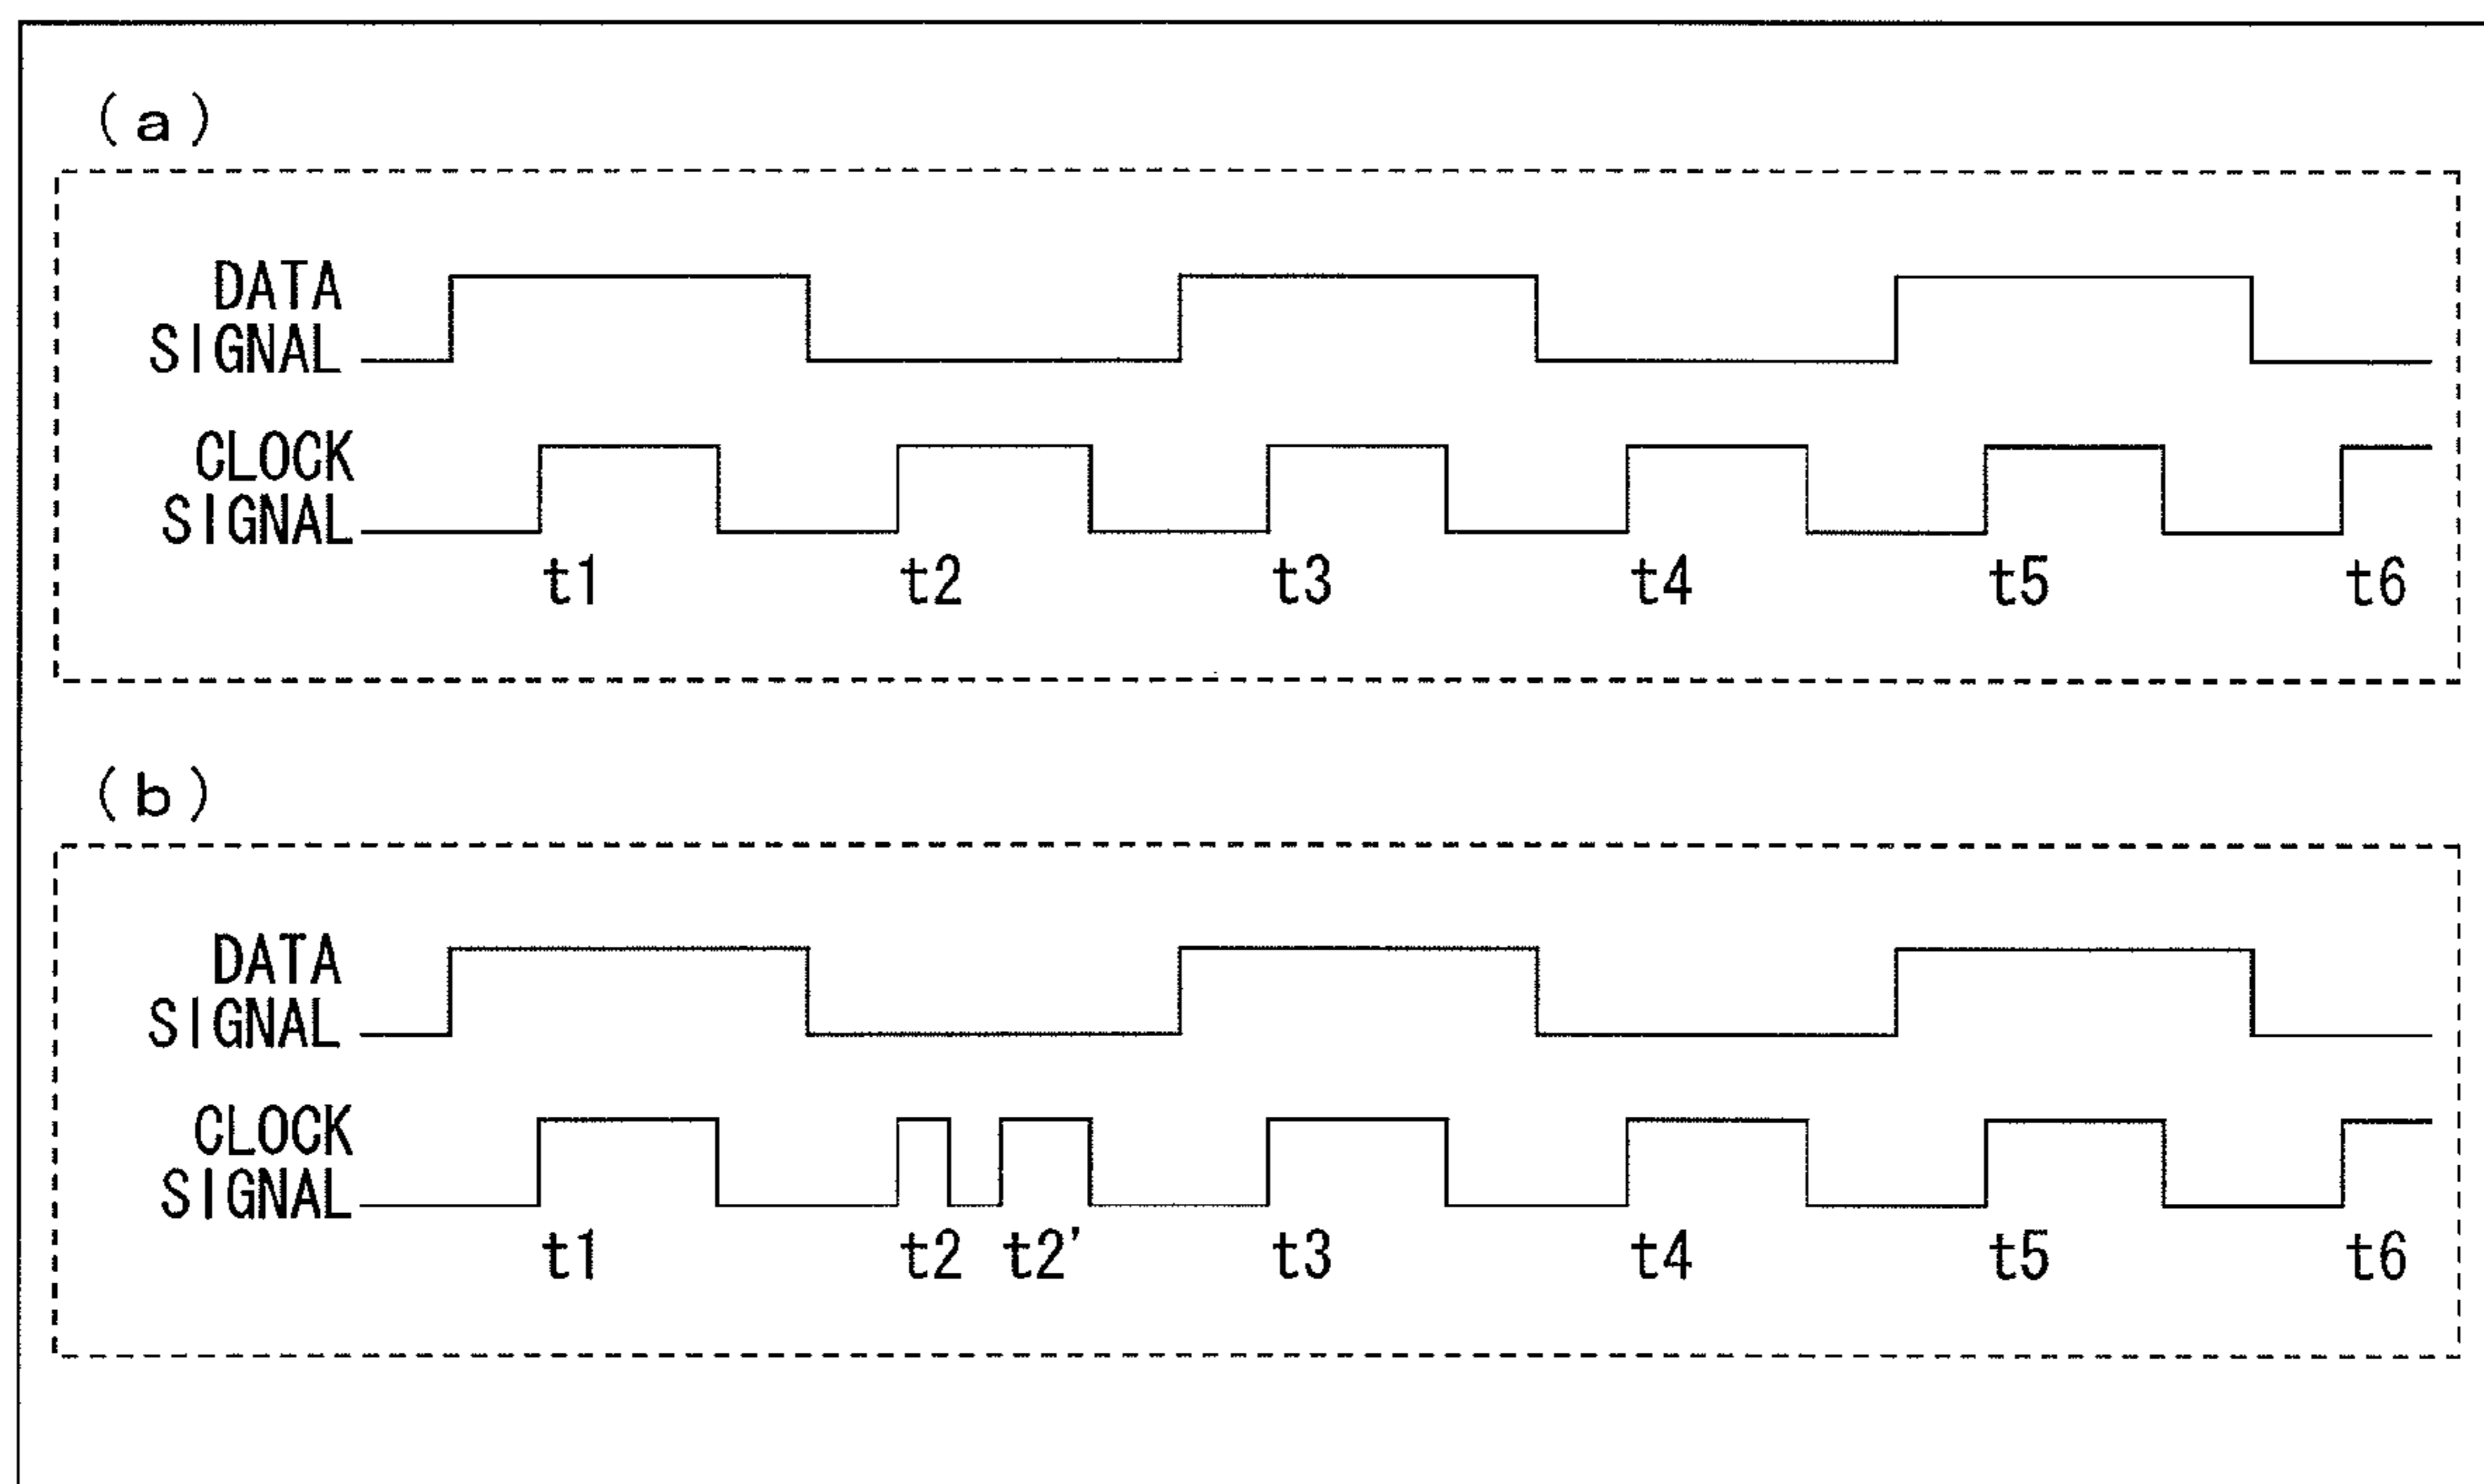 (a)
DATA
SIGNAL
CLOCK
SIGNAL
t1 t2 t3 t4 t5 t6
(b)
DATA
SIGNAL
CLOCK
SIGNAL
t1 t2 t2' t3 t4 t5 t6